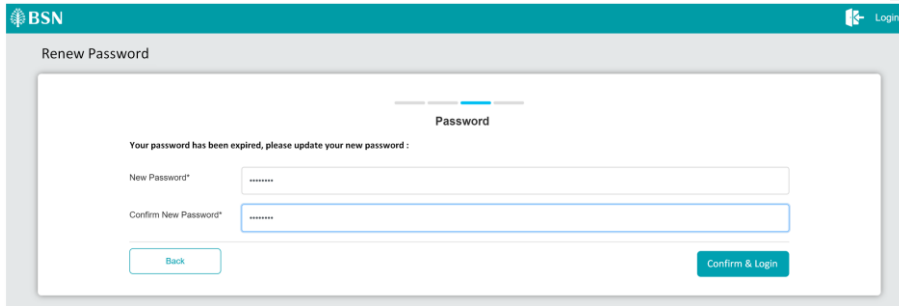 BSN
Login
Renew Password
Password
Your password has been expired, please update your new password :
New Password* ••••••••
Confirm New Password* ••••••••
Back
Confirm & Login